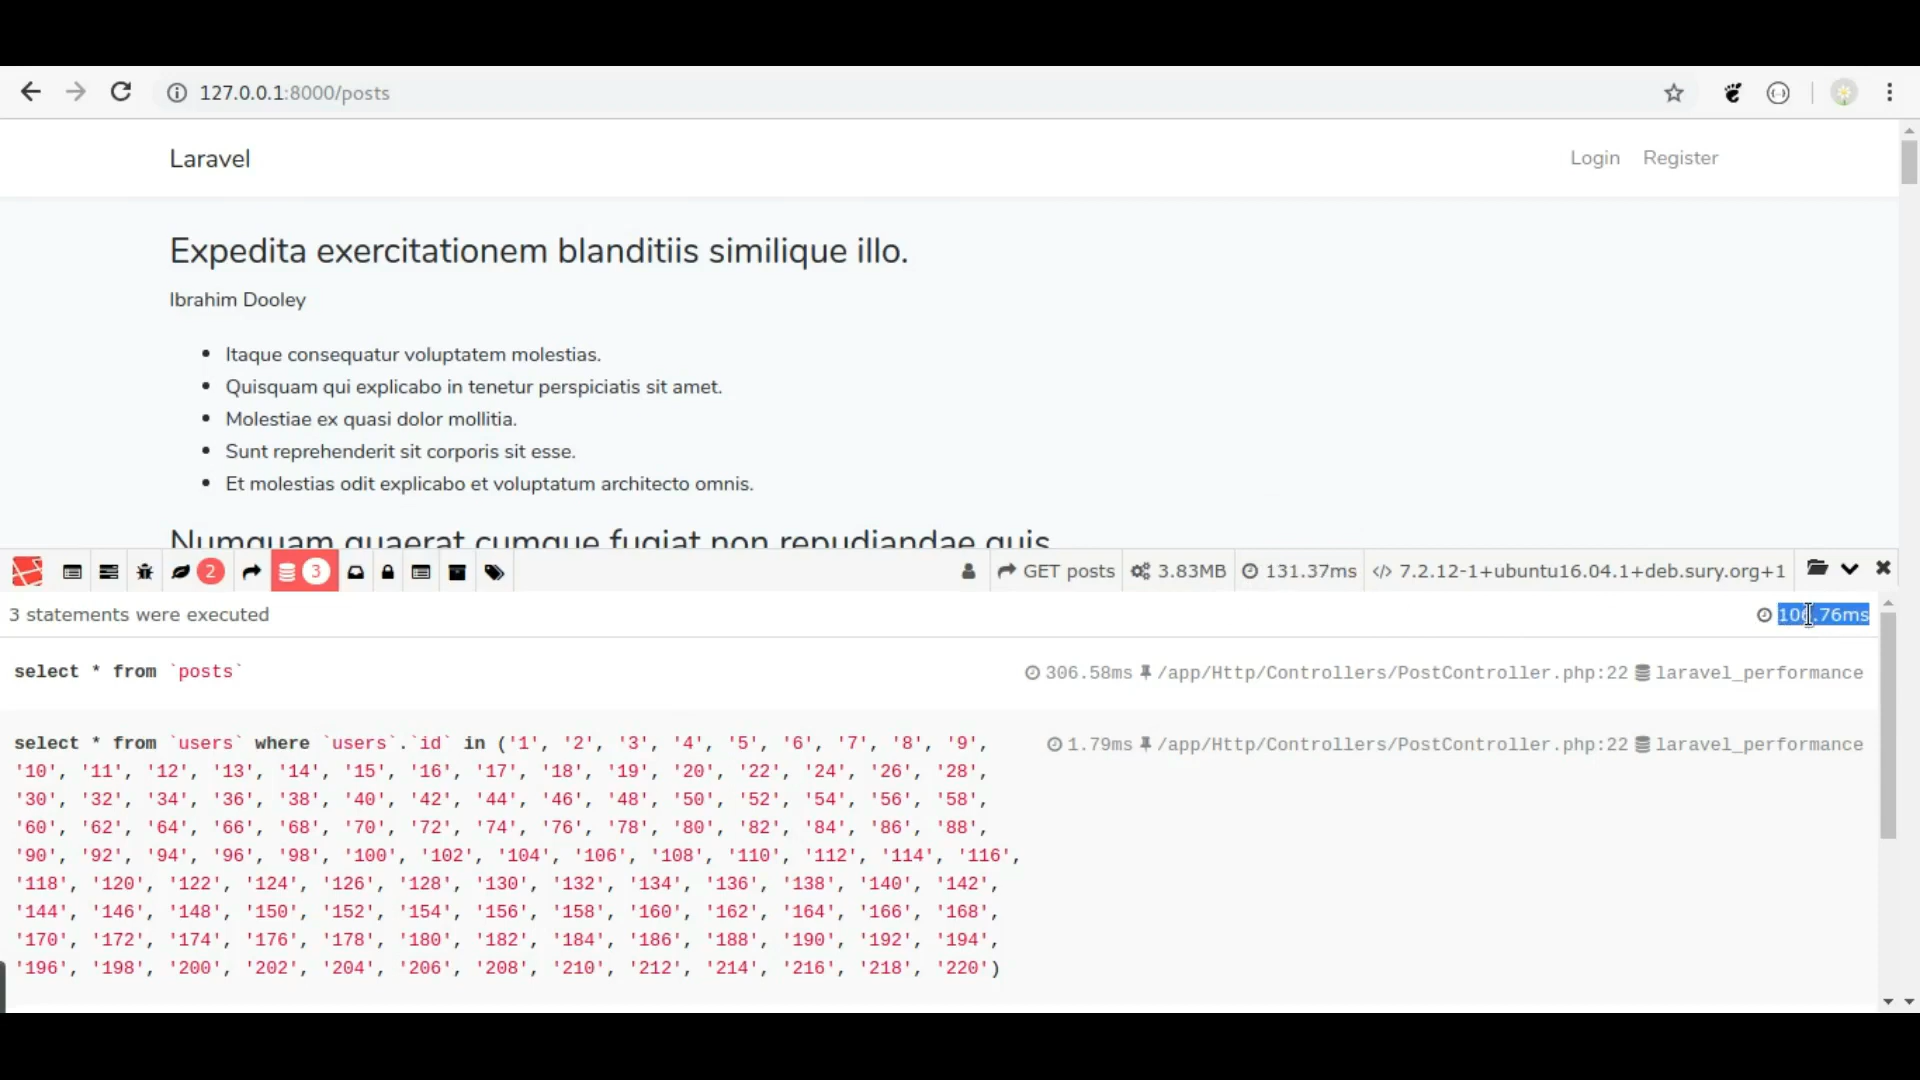 127.0.0.1:8000/posts
Laravel
Login Register
Expedita exercitationem blanditiis similique illo.
Ibrahim Dooley
Itaque consequatur voluptatem molestias.
Quisquam qui explicabo in tenetur perspiciatis sit amet.
Molestiae ex quasi dolor mollitia.
Sunt reprehenderit sit corporis sit esse.
Et molestias odit explicabo et voluptatum architecto omnis.
Numquam quaerat cumque fugiat non repudiandae quis
2 3 GET posts 3.83MB 131.37ms 7.2.12-1+ubuntu16.04.1+deb.sury.org+1
3 statements were executed 106.76ms
select * from `posts` 306.58ms /app/Http/Controllers/PostController.php:22 laravel_performance
select * from `users` where `users`.`id` in ('1', '2', '3', '4', '5', '6', '7', '8', '9', 1.79ms /app/Http/Controllers/PostController.php:22 laravel_performance
'10', '11', '12', '13', '14', '15', '16', '17', '18', '19', '20', '22', '24', '26', '28',
'30', '32', '34', '36', '38', '40', '42', '44', '46', '48', '50', '52', '54', '56', '58',
'60', '62', '64', '66', '68', '70', '72', '74', '76', '78', '80', '82', '84', '86', '88',
'90', '92', '94', '96', '98', '100', '102', '104', '106', '108', '110', '112', '114', '116',
'118', '120', '122', '124', '126', '128', '130', '132', '134', '136', '138', '140', '142',
'144', '146', '148', '150', '152', '154', '156', '158', '160', '162', '164', '166', '168',
'170', '172', '174', '176', '178', '180', '182', '184', '186', '188', '190', '192', '194',
'196', '198', '200', '202', '204', '206', '208', '210', '212', '214', '216', '218', '220')